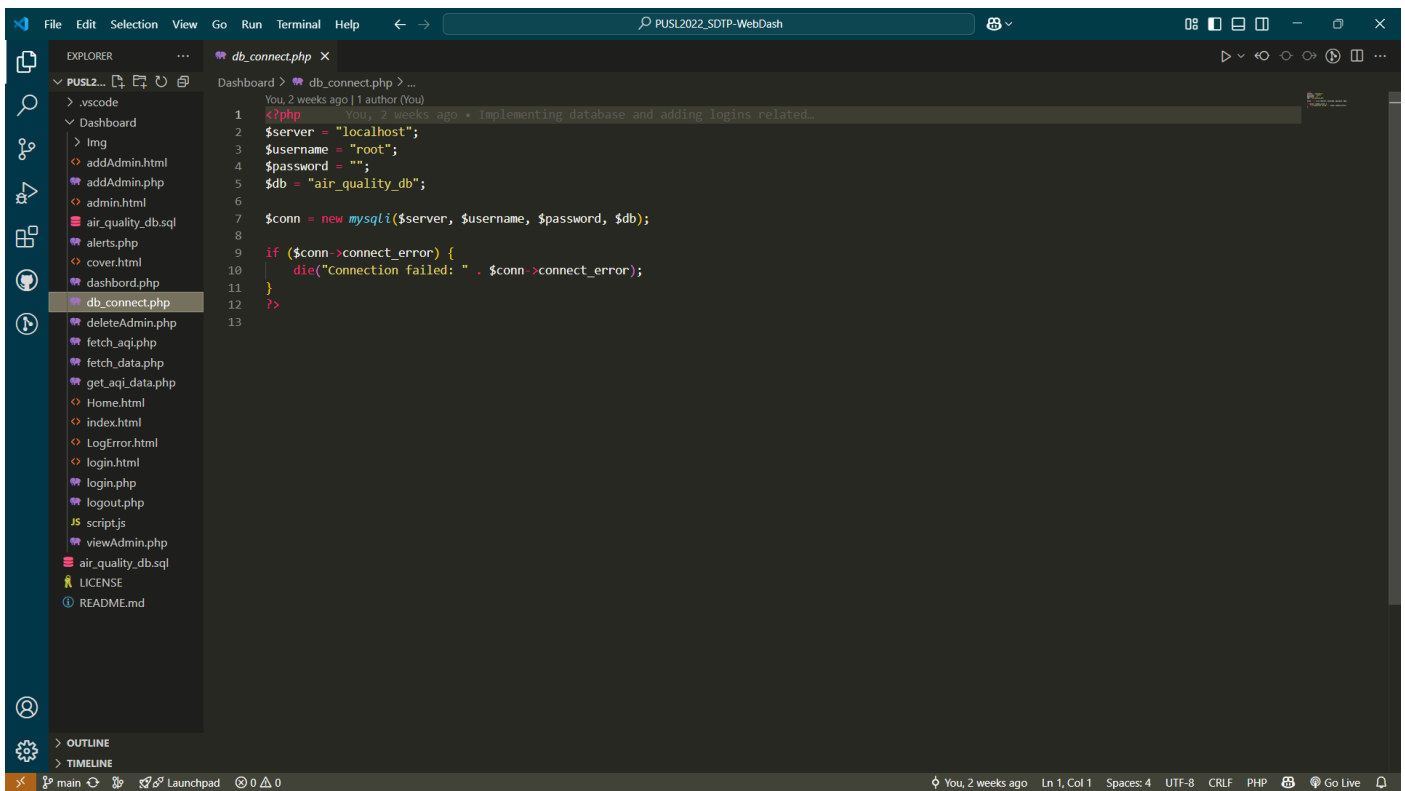 File Edit Selection View Go Run Terminal Help PUSL2022_SDTP-WebDash
EXPLORER
PUSL2...
.vscode
Dashboard
Img
addAdmin.html
addAdmin.php
admin.html
air_quality_db.sql
alerts.php
cover.html
dashbord.php
db_connect.php
deleteAdmin.php
fetch_aqi.php
fetch_data.php
get_aqi_data.php
Home.html
index.html
LogError.html
login.html
login.php
logout.php
JS script.js
viewAdmin.php
air_quality_db.sql
LICENSE
README.md
OUTLINE
TIMELINE
db_connect.php
Dashboard > db_connect.php > ...
You, 2 weeks ago | 1 author (You)
1 <?php You, 2 weeks ago • Implementing database and adding logins related…
2 $server = "localhost";
3 $username = "root";
4 $password = "";
5 $db = "air_quality_db";
6
7 $conn = new mysqli($server, $username, $password, $db);
8
9 if ($conn->connect_error) {
10 die("Connection failed: " . $conn->connect_error);
11 }
12 ?>
13
main Launchpad 0 0 You, 2 weeks ago Ln 1, Col 1 Spaces: 4 UTF-8 CRLF PHP Go Live